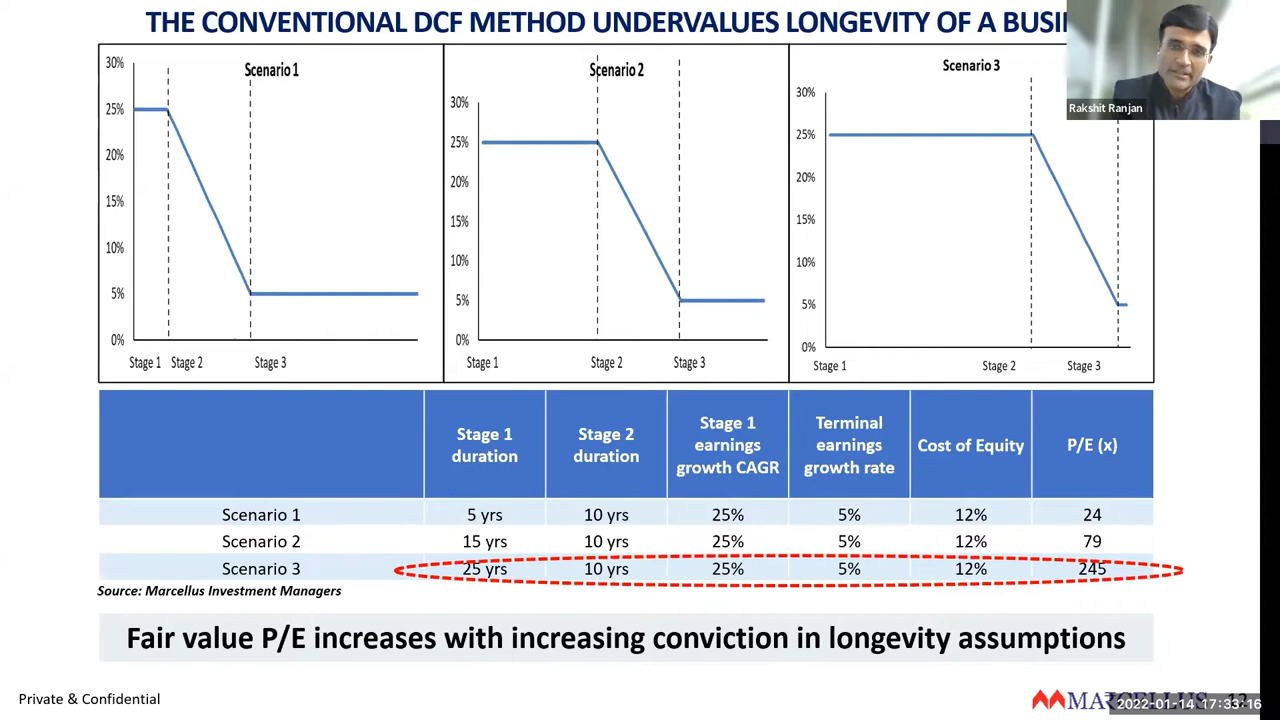 THE CONVENTIONAL DCF METHOD UNDERVALUES LONGEVITY OF A
Rakshit Ranjan
Scenario 1
30%
25%
20%
15%
10%
5%
0%
Stage 1 Stage 2 Stage 3
Scenario 2
30%
25%
20%
15%
10%
5%
0%
Stage 1 Stage 2 Stage 3
Scenario 3
30%
25%
20%
15%
10%
5%
0%
Stage 1 Stage 2 Stage 3
Stage 1 duration
Stage 2 duration
Stage 1 earnings growth CAGR
Terminal earnings growth rate
Cost of Equity
P/E (x)
Scenario 1 5 yrs 10 yrs 25% 5% 12% 24
Scenario 2 15 yrs 10 yrs 25% 5% 12% 79
Scenario 3 25 yrs 10 yrs 25% 5% 12% 245
Source: Marcellus Investment Managers
Fair value P/E increases with increasing conviction in longevity assumptions
Private & Confidential
MARCELLUS
2022-01-14 17:33:16